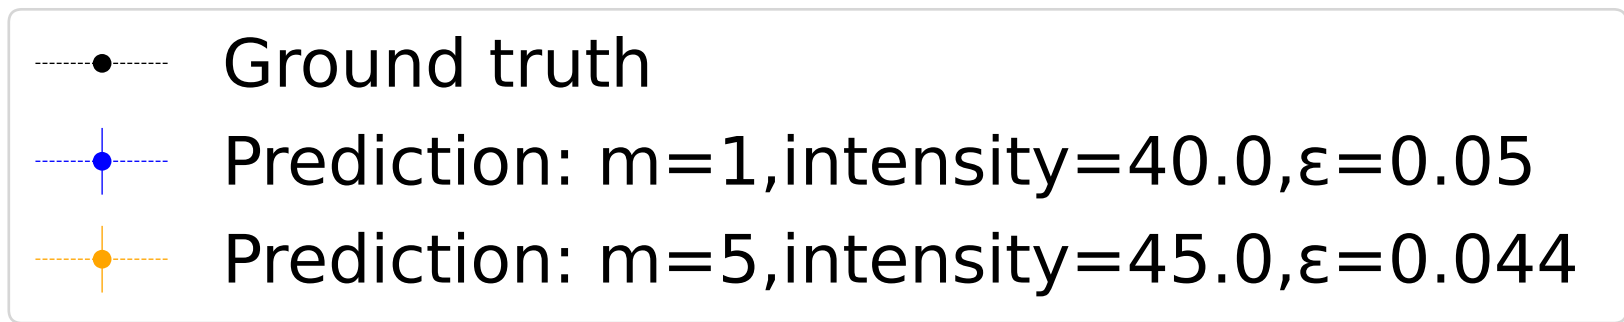 Ground truth
Prediction: m=1,intensity=40.0,ε=0.05
Prediction: m=5,intensity=45.0,ε=0.044